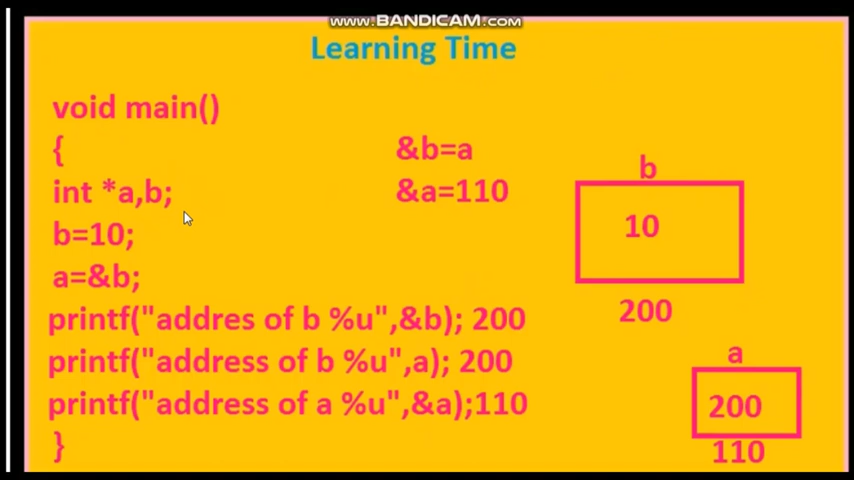 www.BANDICAM.com
Learning Time
void main()
{
&b=a
int *a,b;
&a=110
b=10;
a=&b;
printf("addres of b %u",&b); 200
printf("address of b %u",a); 200
printf("address of a %u",&a);110
}
b
10
200
a
200
110